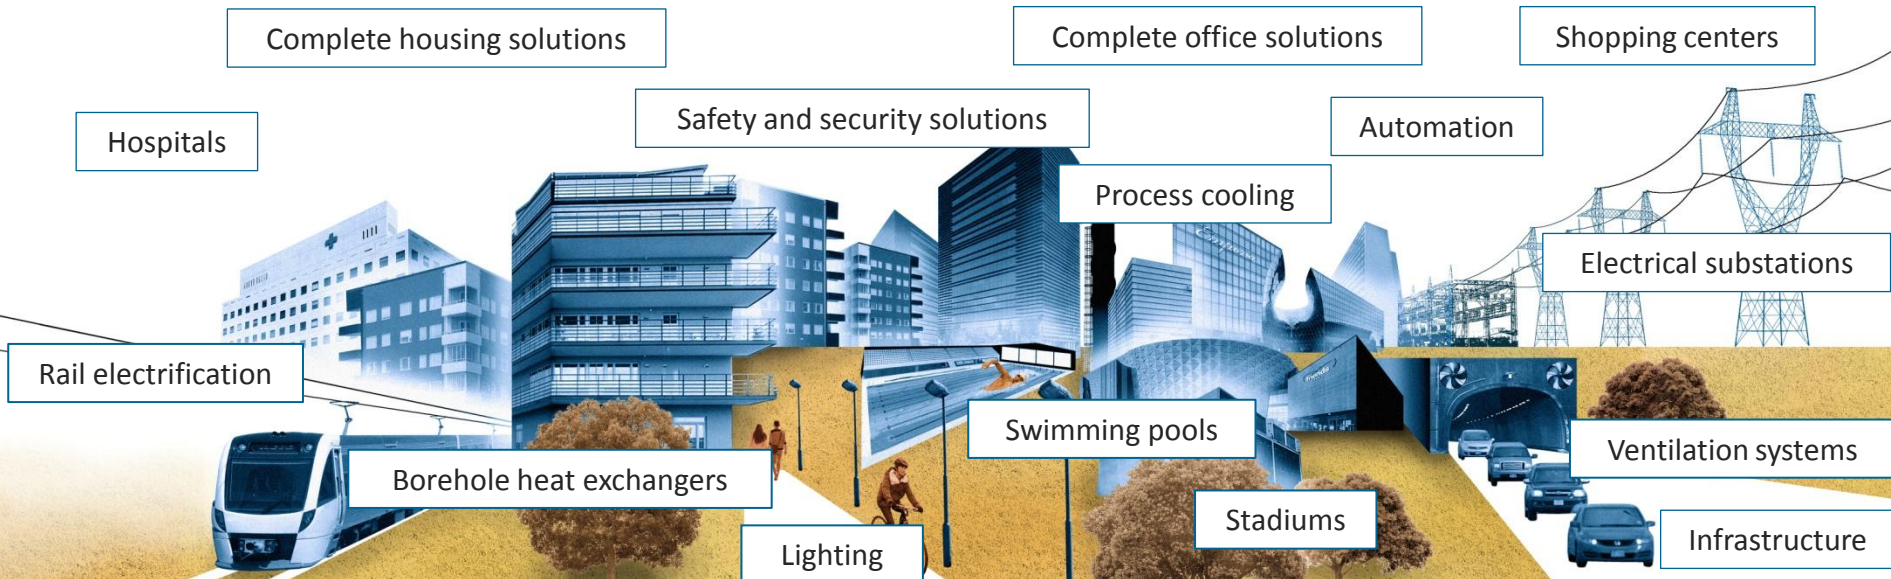 Complete housing solutions
Complete office solutions
Shopping centers
Hospitals
Safety and security solutions
Automation
Process cooling
Electrical substations
Rail electrification
Swimming pools
Ventilation systems
Borehole heat exchangers
Stadiums
Lighting
Infrastructure